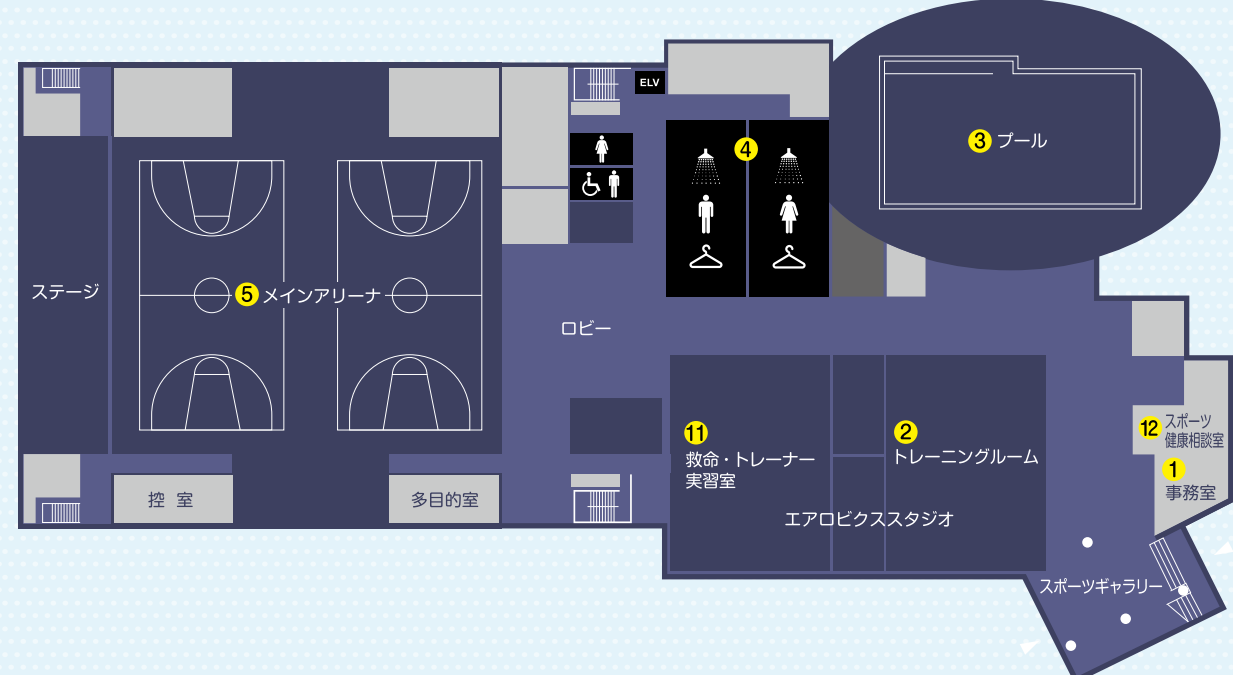 ELV
④
③ プール
ステージ
⑤ メインアリーナ
ロビー
⑪
救命・トレーナー
実習室
②
トレーニングルーム
⑫ スポーツ
健康相談室
①
事務室
控 室
多目的室
エアロビクススタジオ
スポーツギャラリー